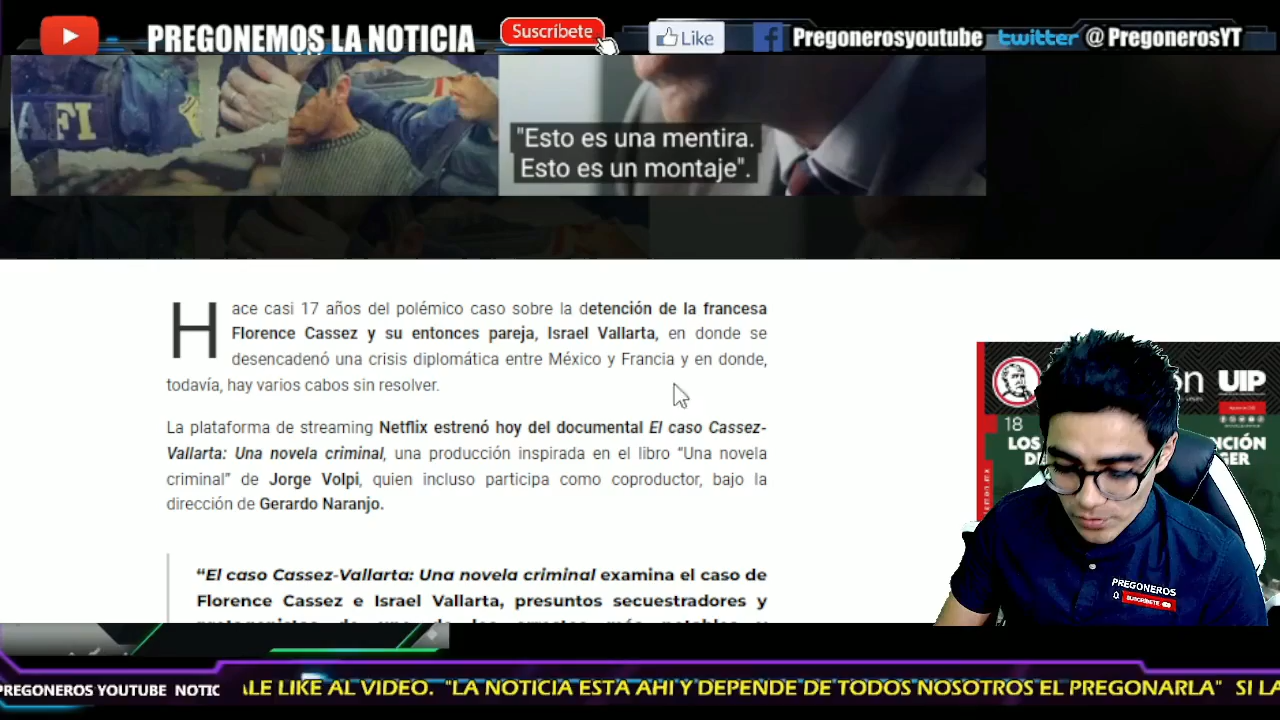 PREGONEMOS LA NOTICIA
Suscríbete
Like
Pregonerosyoutube
twitter @PregonerosYT
AFI
"Esto es una mentira.
Esto es un montaje".
Hace casi 17 años del polémico caso sobre la detención de la francesa
Florence Cassez y su entonces pareja, Israel Vallarta, en donde se
desencadenó una crisis diplomática entre México y Francia y en donde,
todavía, hay varios cabos sin resolver.
La plataforma de streaming Netflix estrenó hoy del documental El caso Cassez-
Vallarta: Una novela criminal, una producción inspirada en el libro “Una novela
criminal” de Jorge Volpi, quien incluso participa como coproductor, bajo la
dirección de Gerardo Naranjo.
“El caso Cassez-Vallarta: Una novela criminal examina el caso de
Florence Cassez e Israel Vallarta, presuntos secuestradores y
UIP
18
LOS
PREGONEROS
SUSCRÍBETE
PREGONEROS YOUTUBE NOTIC
ALE LIKE AL VIDEO. "LA NOTICIA ESTA AHI Y DEPENDE DE TODOS NOSOTROS EL PREGONARLA" SI LA